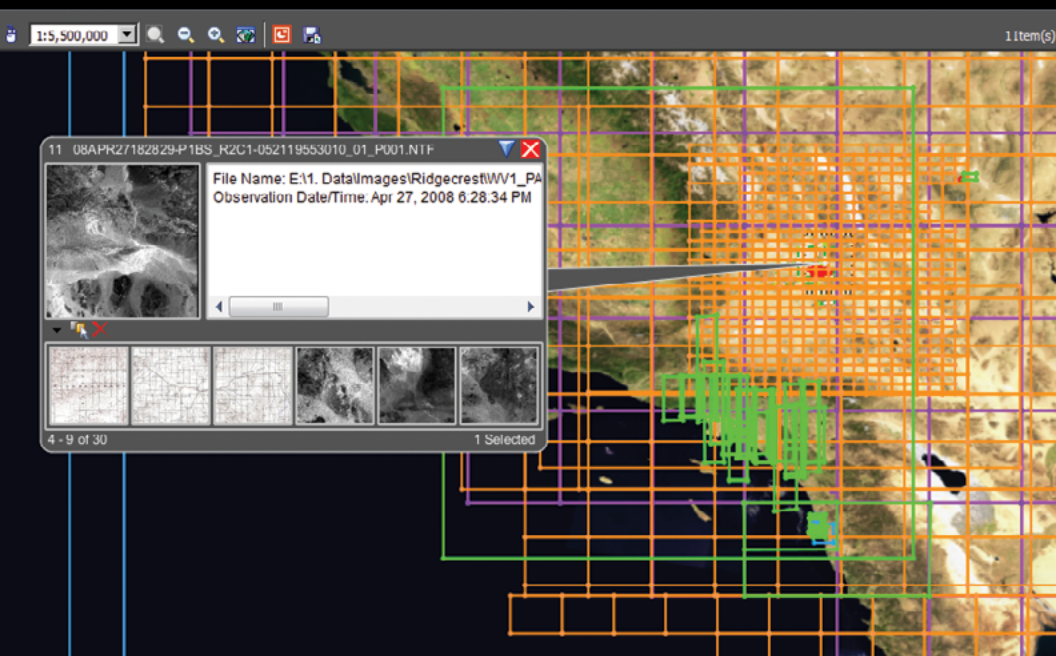 1:5,500,000
1 Item(s)
11 08APR27182829-P1BS_R2C1-052119553010_01_P001.NTF
File Name: E:\1. Data\Images\Ridgecrest\WV1_PA
Observation Date/Time: Apr 27, 2008 6.28.34 PM
4 - 9 of 30
1 Selected